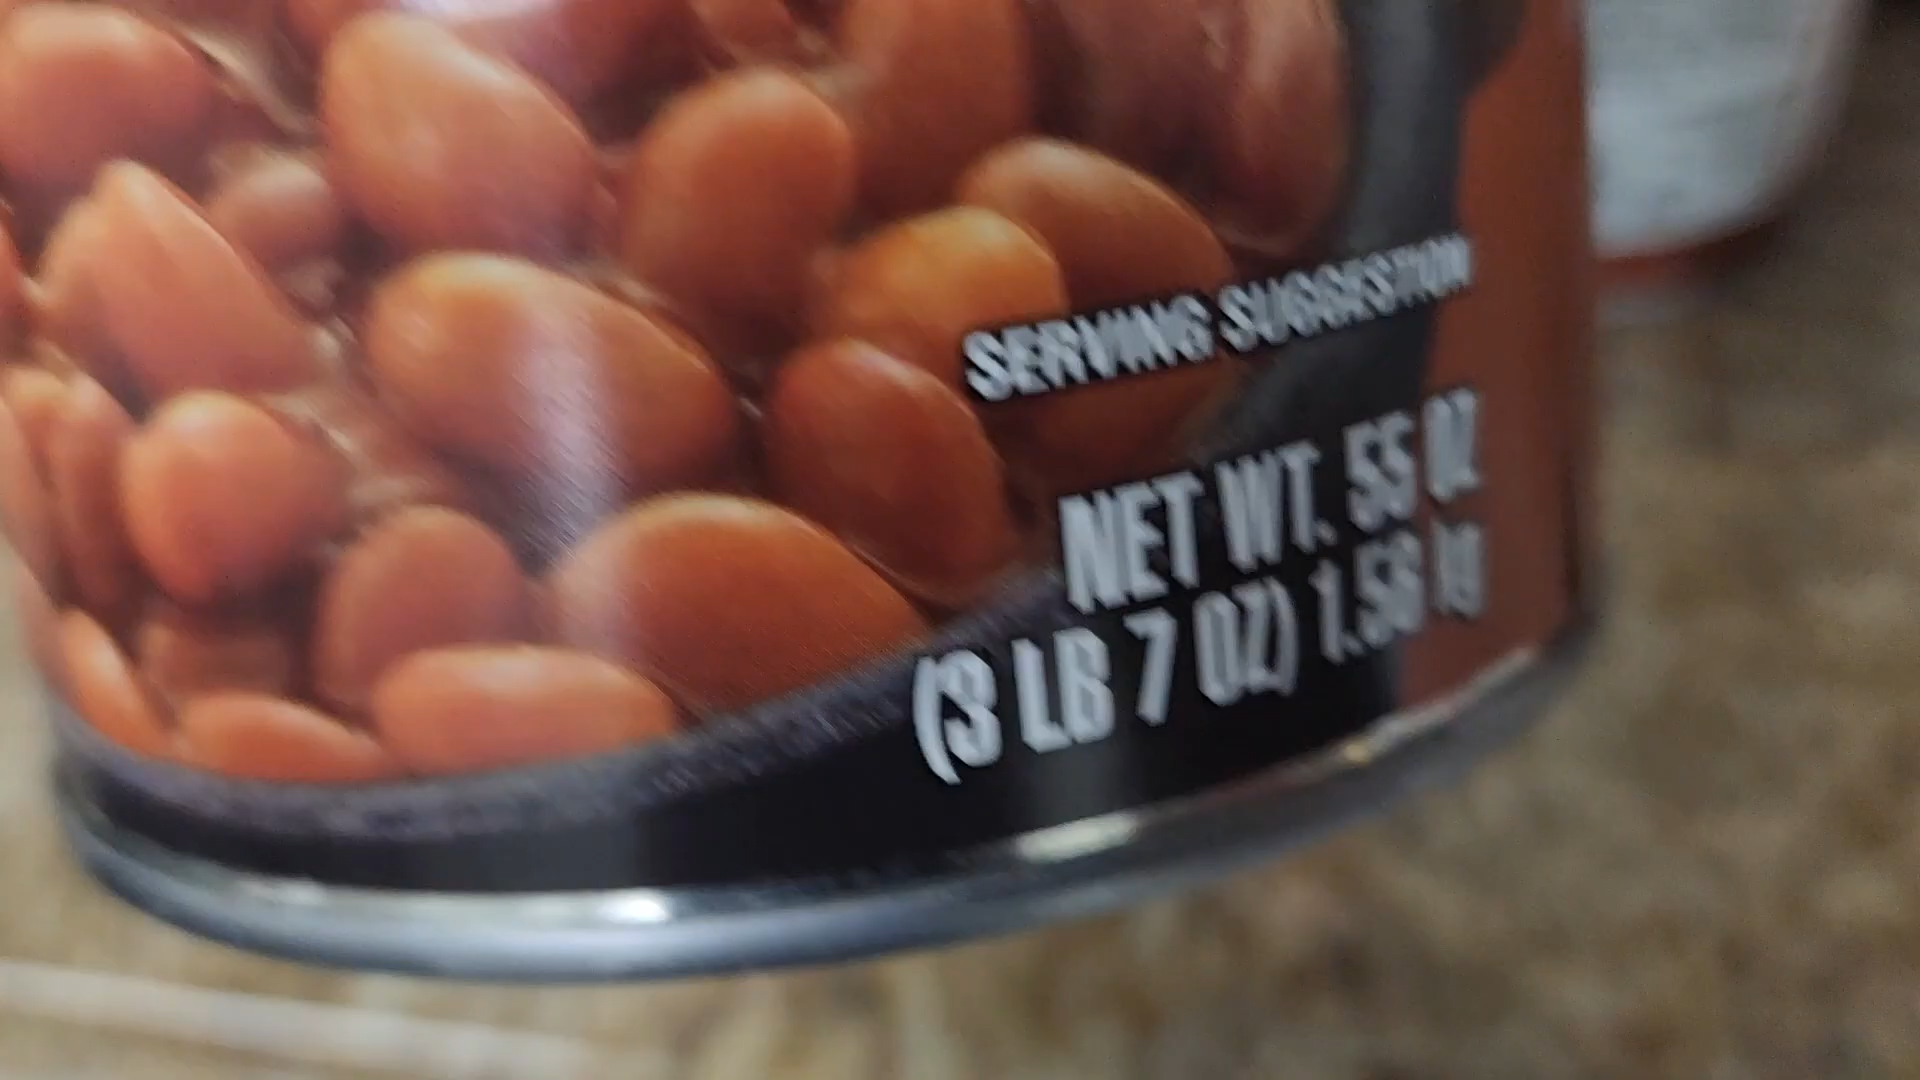 SERVING SUGGESTION
NET WT. 55 OZ
(3 LB 7 OZ) 1.56 kg